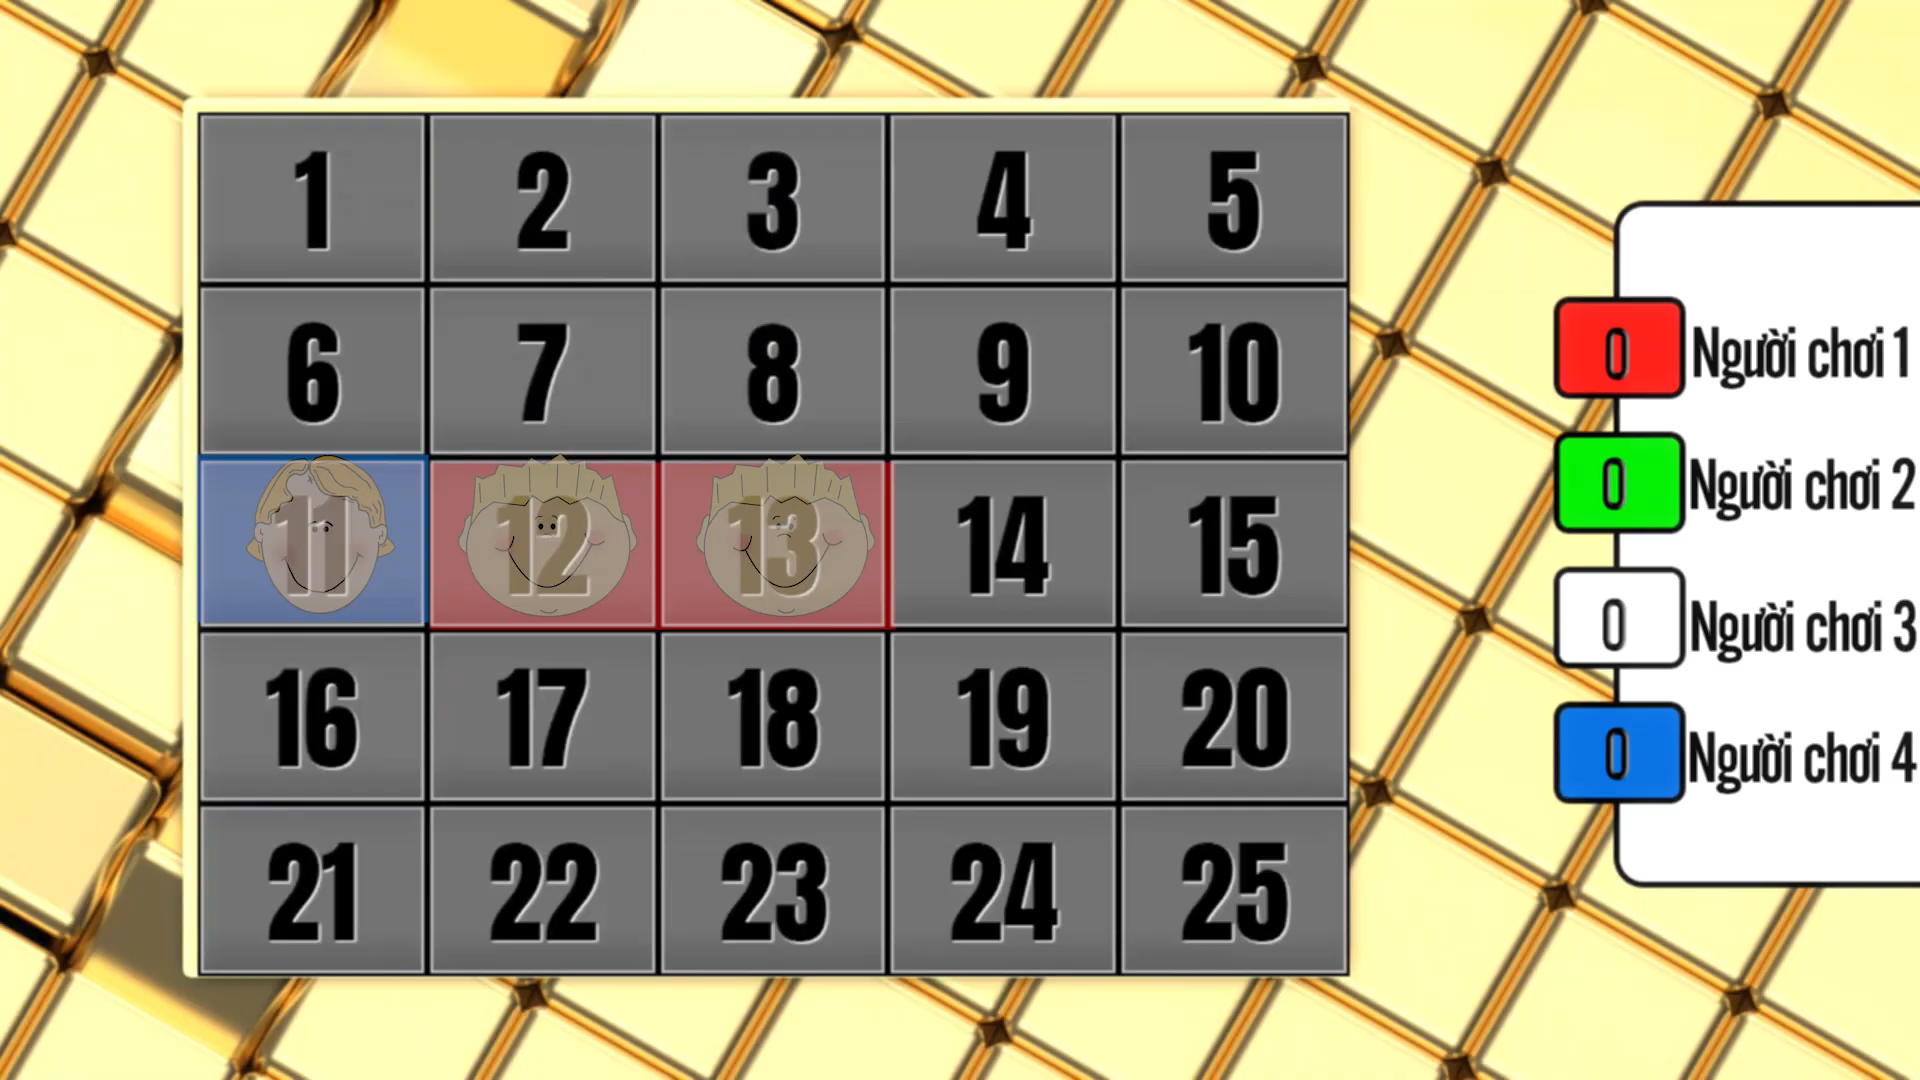 1 2 3 4 5
6 7 8 9 10
11 12 13 14 15
16 17 18 19 20
21 22 23 24 25
0 Người chơi 1
0 Người chơi 2
0 Người chơi 3
0 Người chơi 4